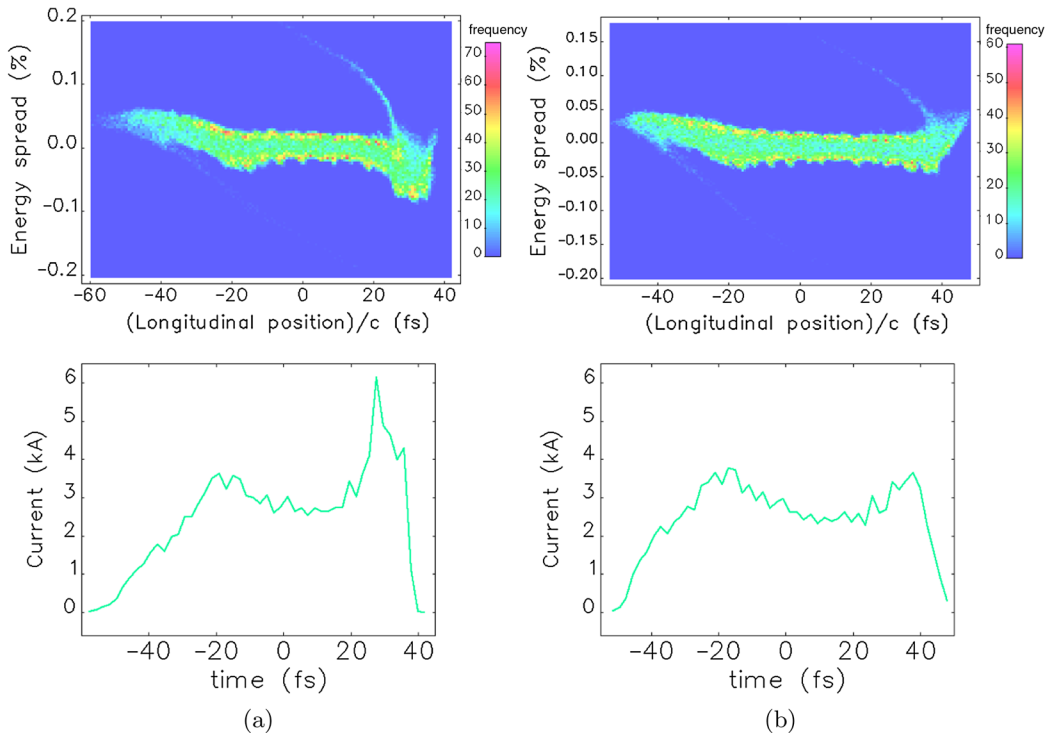 frequency
frequency
0.2
0.1
0.0
−0.1
−0.2
Energy spread (%)
70
60
50
40
30
20
10
0
−60 −40 −20 0 20 40
(Longitudinal position)/c (fs)
0.15
0.10
0.05
0.00
−0.05
−0.10
−0.15
−0.20
Energy spread (%)
60
50
40
30
20
10
0
−40 −20 0 20 40
(Longitudinal position)/c (fs)
6
5
4
3
2
1
0
Current (kA)
−40 −20 0 20 40
time (fs)
(a)
6
5
4
3
2
1
0
Current (kA)
−40 −20 0 20 40
time (fs)
(b)